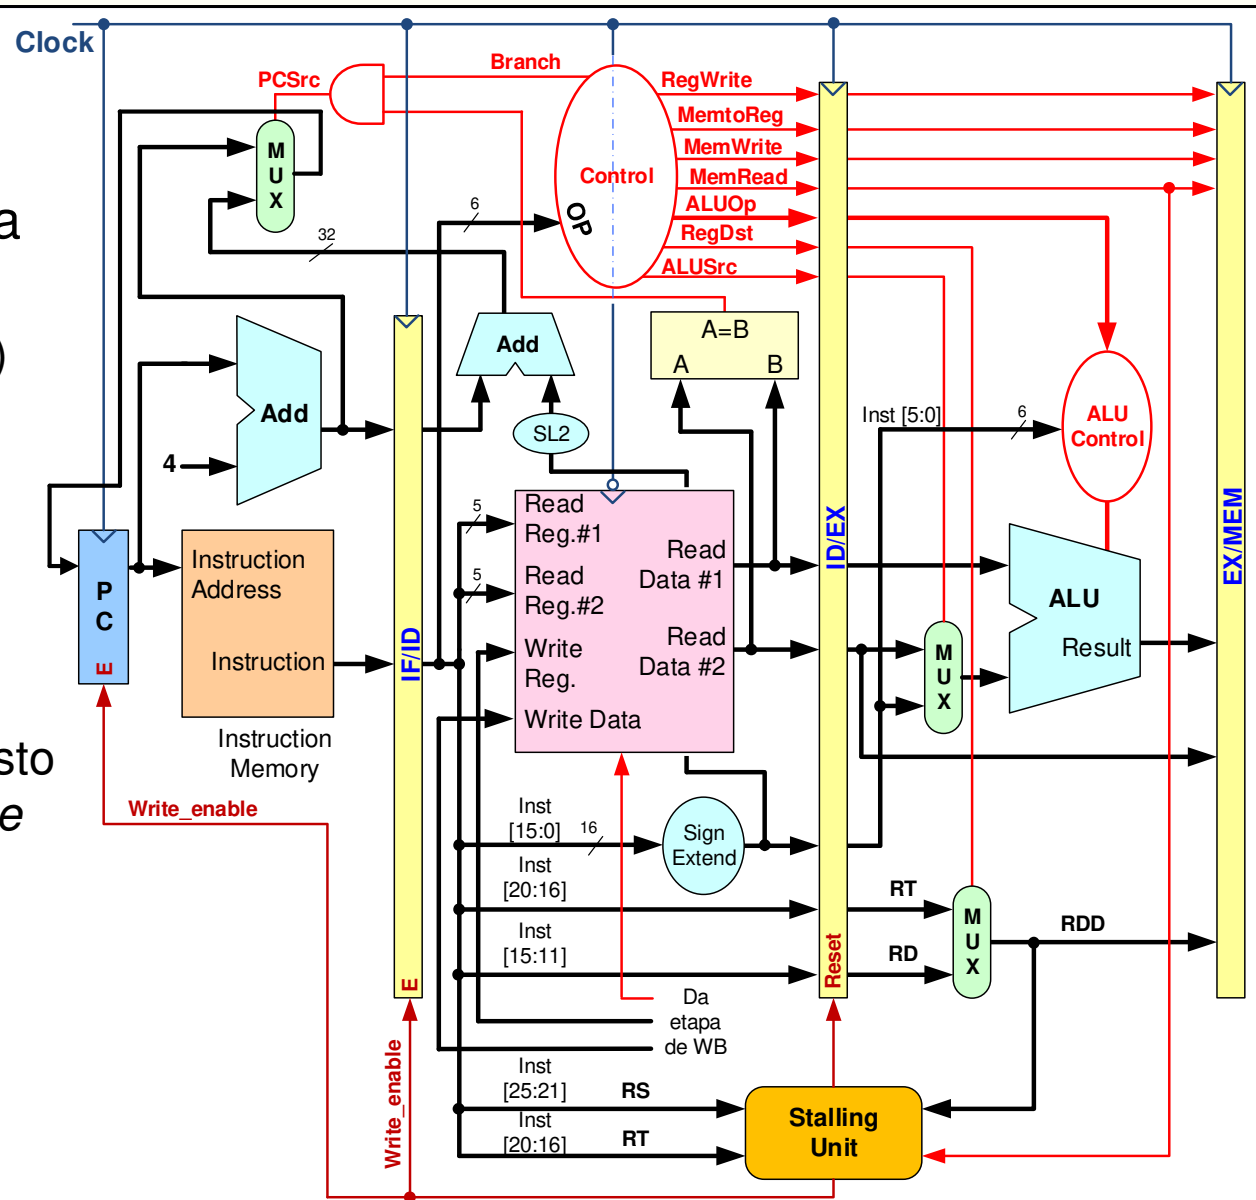 Clock
Branch
PCSrc
RegWrite
MemtoReg
MemWrite
MemRead
ALUOp
RegDst
ALUSrc
Control
OP
M
U
X
6
32
a
)
Add
4
Add
SL2
A=B
A B
Inst [5:0]
6
ALU
Control
P
C
E
Instruction
Address
Instruction
Instruction
Memory
IF/ID
E
5
5
Read
Reg.#1
Read
Reg.#2
Write
Reg.
Write Data
Read
Data #1
Read
Data #2
ID/EX
Reset
M
U
X
ALU
Result
EX/MEM
sto
e
Write_enable
Inst
[15:0]
16
Sign
Extend
Inst
[20:16]
RT
Inst
[15:11]
RD
M
U
X
RDD
Da
etapa
de WB
Write_enable
Inst
[25:21]
RS
Inst
[20:16]
RT
Stalling
Unit